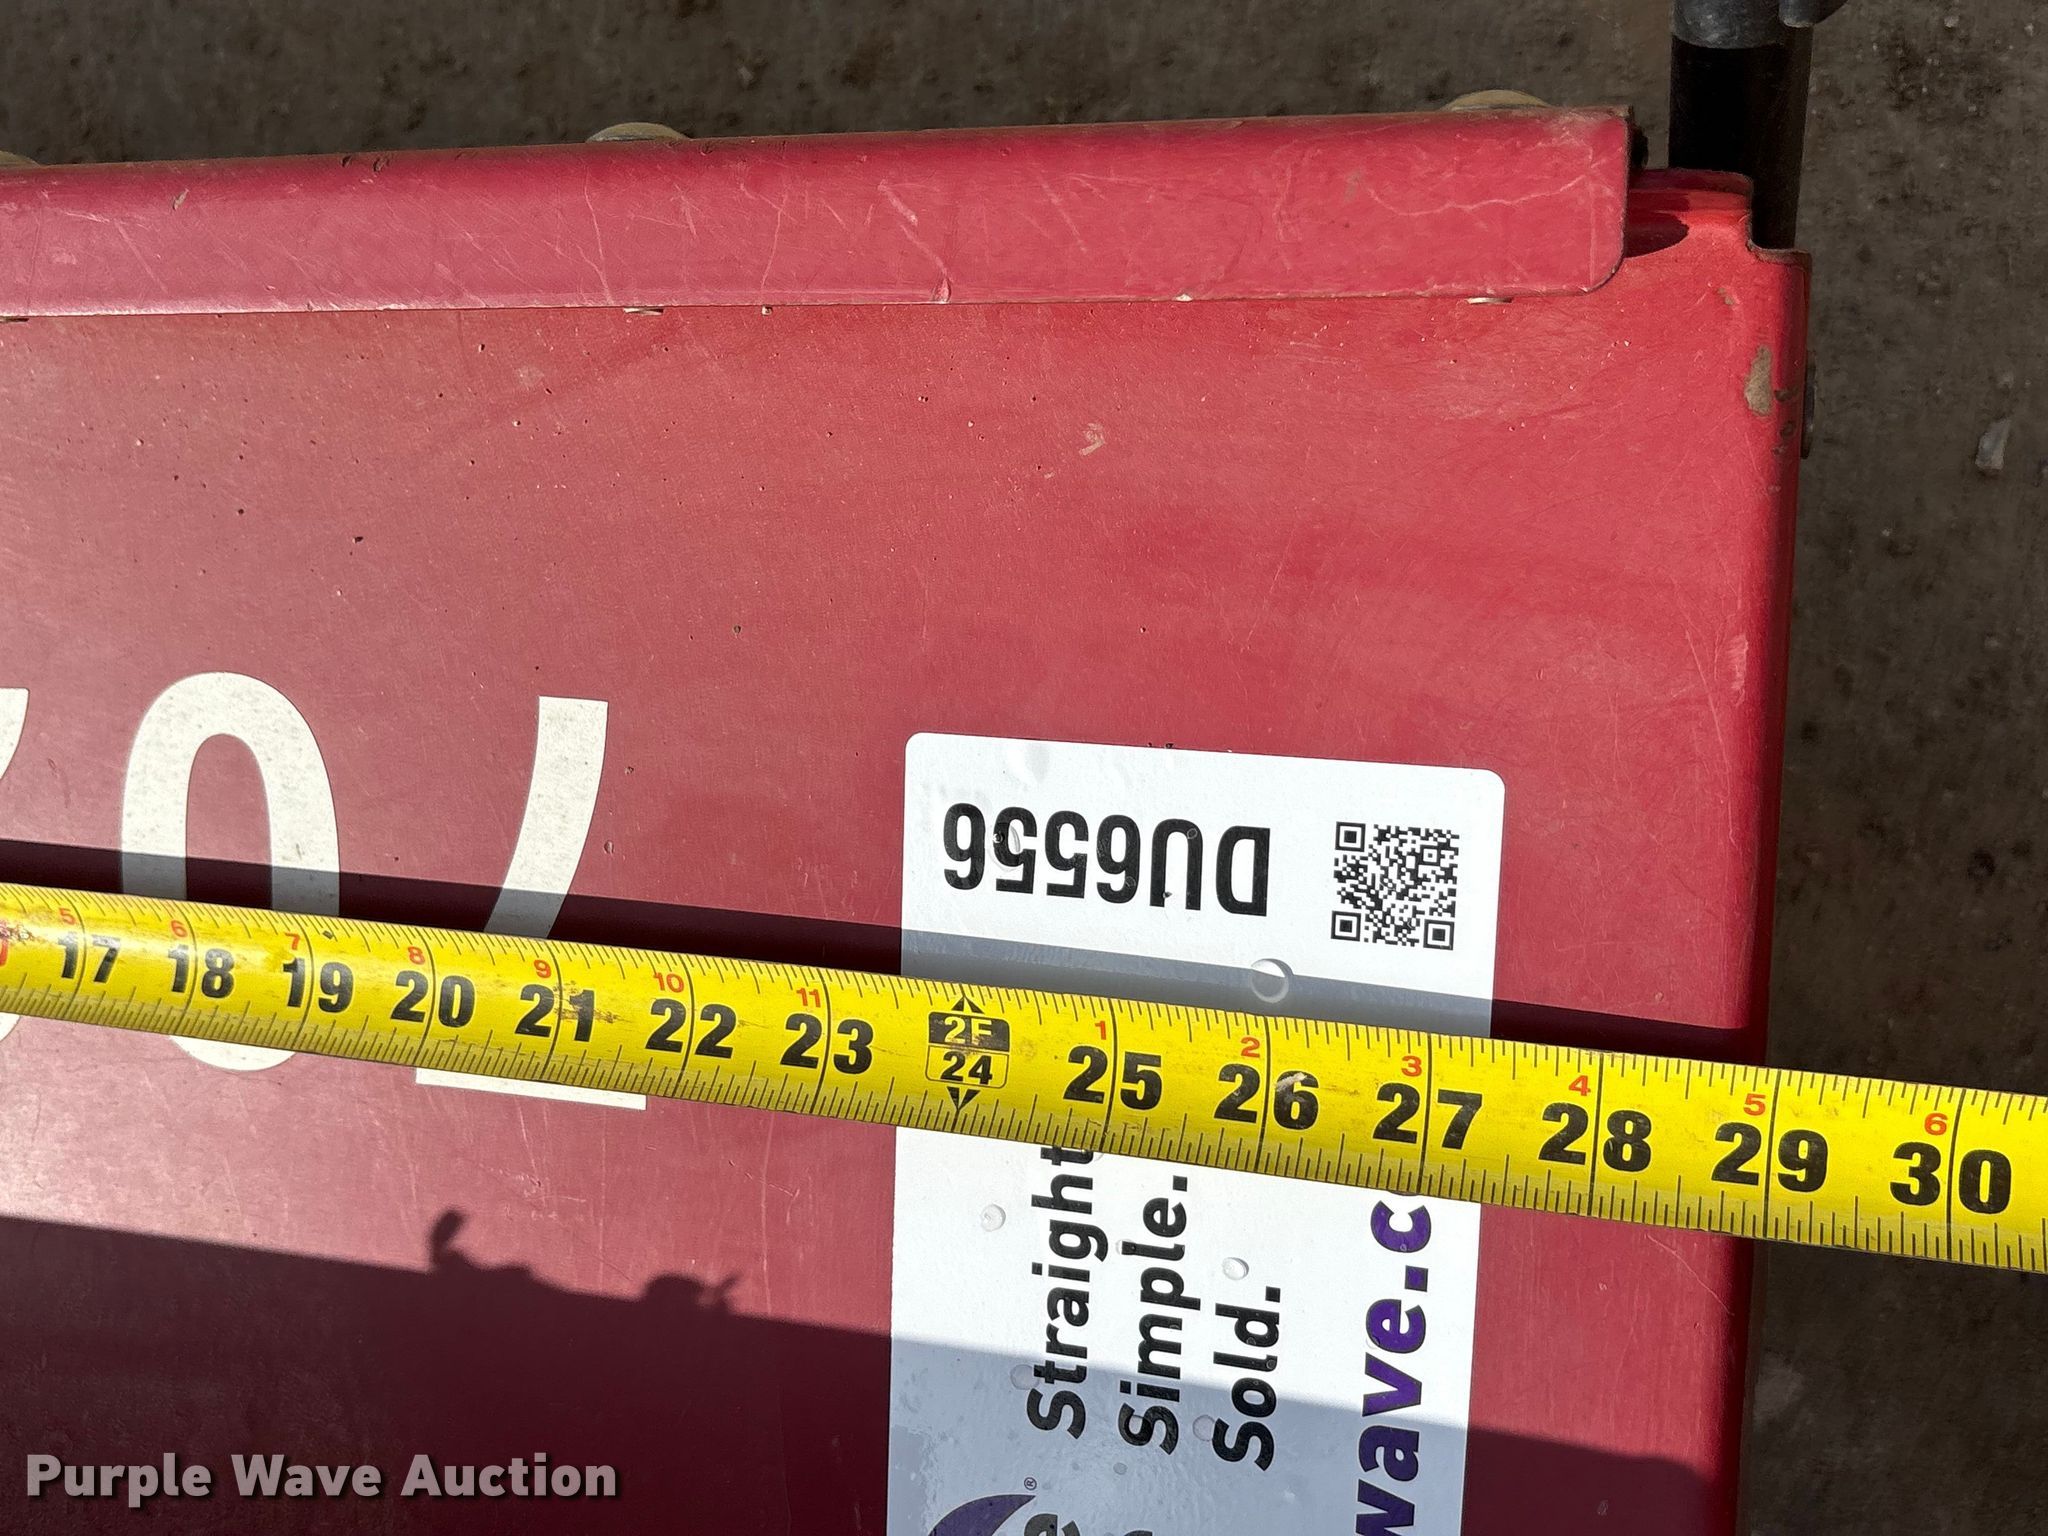 704
DU6556
5 6 7 8 9 10 11 1 2 3 4 5 6
17 18 19 20 21 22 23 2F 24 25 26 27 28 29 30
Straight
Simple.
Sold.
wave.c
Purple Wave Auction